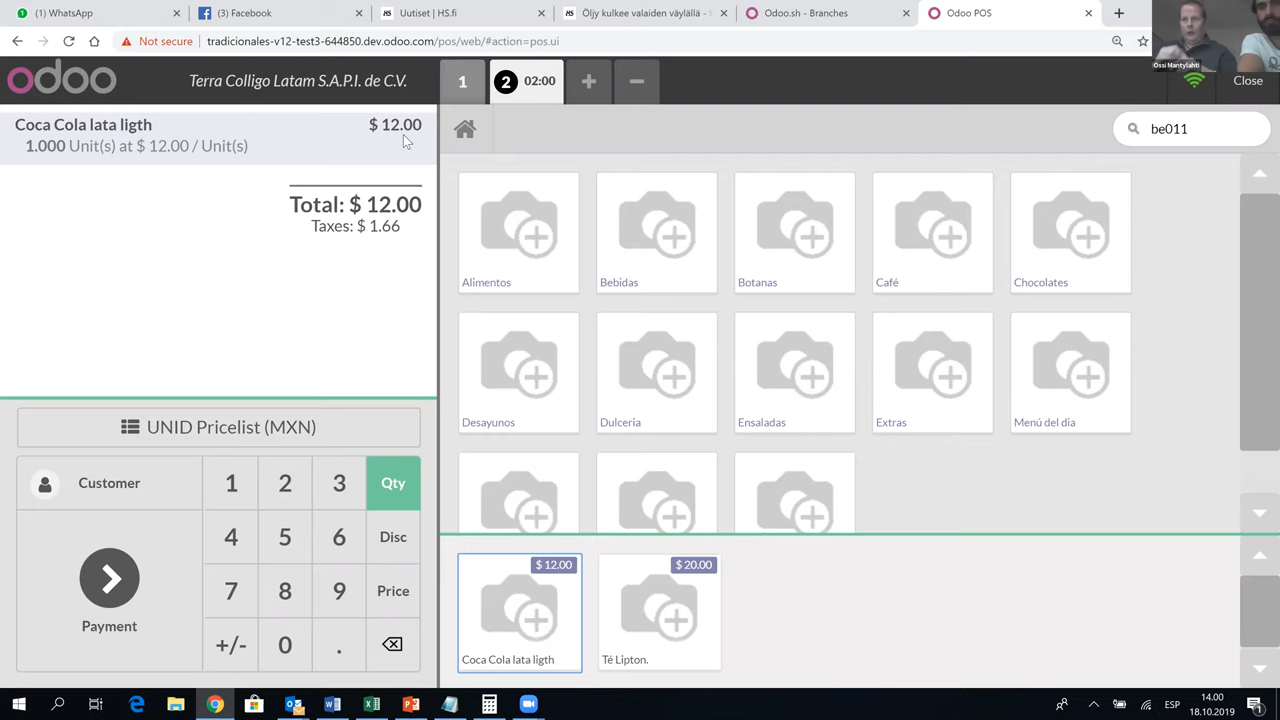 (1) WhatsApp
(3) Facebook
HS Uutiset | HS.fi
HS Öljy kulkee valaiden väylällä -
Odoo.sh - Branches
Odoo POS
Not secure
tradicionales-v12-test3-644850.dev.odoo.com/pos/web/#action=pos.ui
Ossi Mäntylahti
odoo
Terra Colligo Latam S.A.P.I. de C.V.
1
2 02:00
Close
Coca Cola lata ligth $ 12.00
1.000 Unit(s) at $ 12.00 / Unit(s)
Total: $ 12.00
Taxes: $ 1.66
be011
Alimentos
Bebidas
Botanas
Café
Chocolates
Desayunos
Dulceria
Ensaladas
Extras
Menú del dia
UNID Pricelist (MXN)
Customer
1 2 3 Qty
4 5 6 Disc
7 8 9 Price
+/- 0 .
Payment
$ 12.00
Coca Cola lata ligth
$ 20.00
Té Lipton.
ESP
14.00
18.10.2019
1